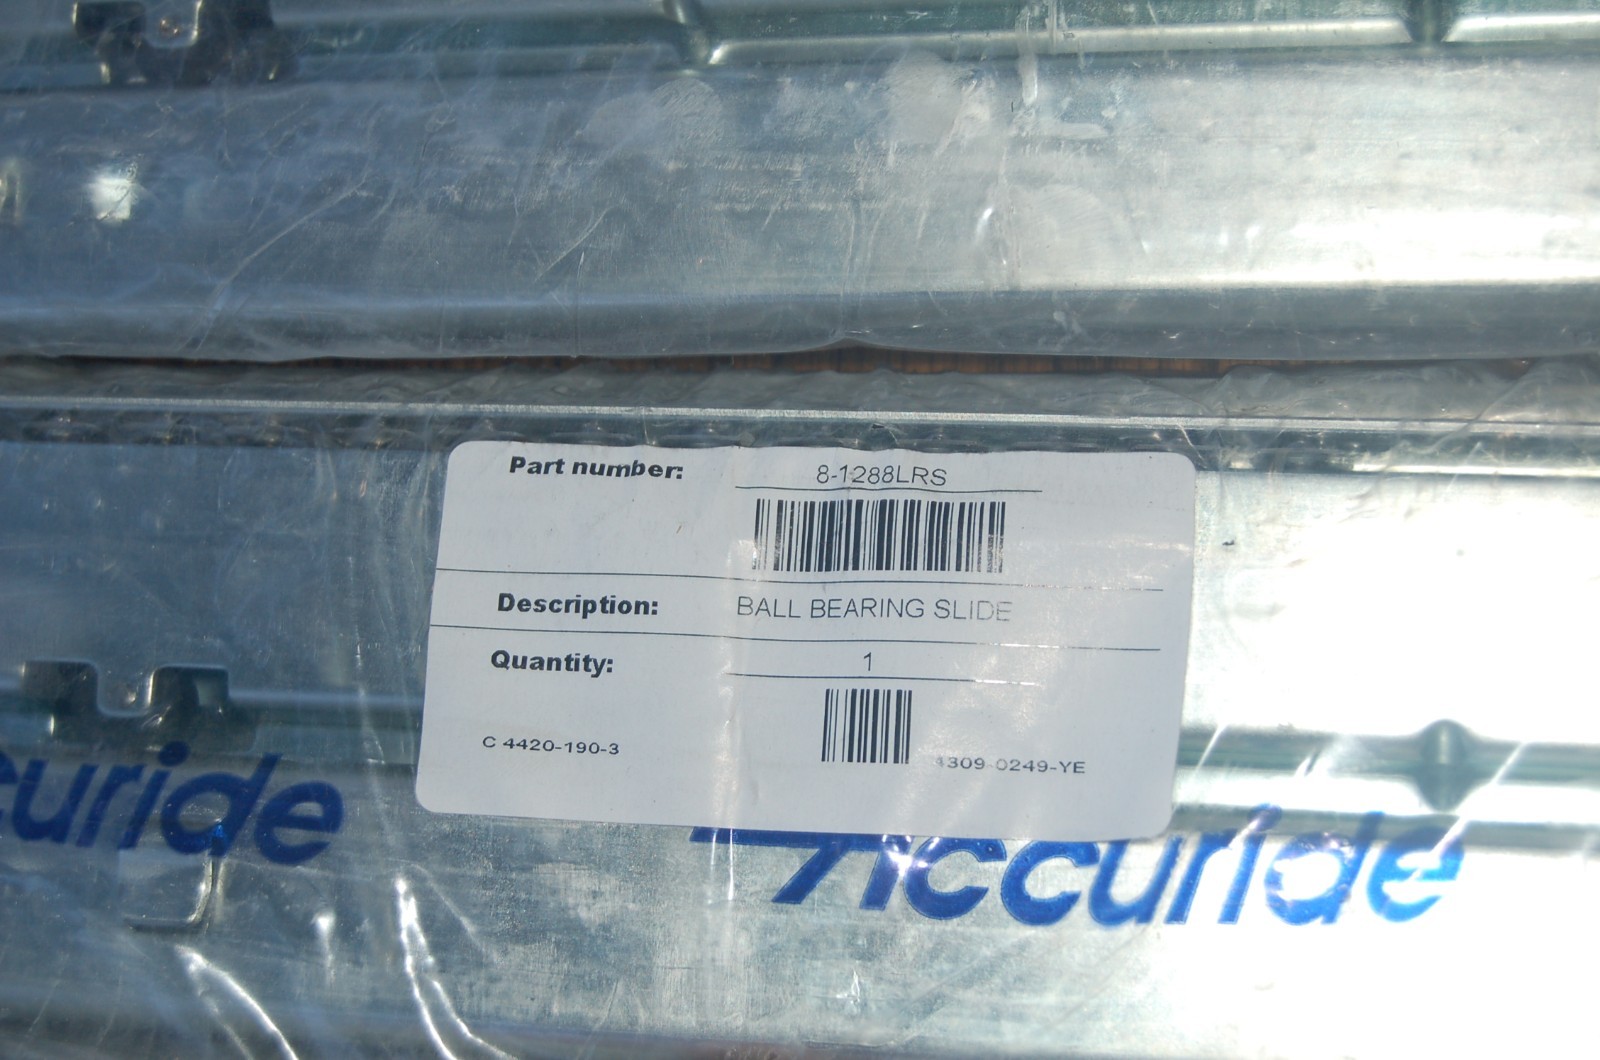 Part number: 8-1288LRS
Description: BALL BEARING SLIDE
Quantity: 1
C 4420-190-3 4309-0249-YE
curide Accuride